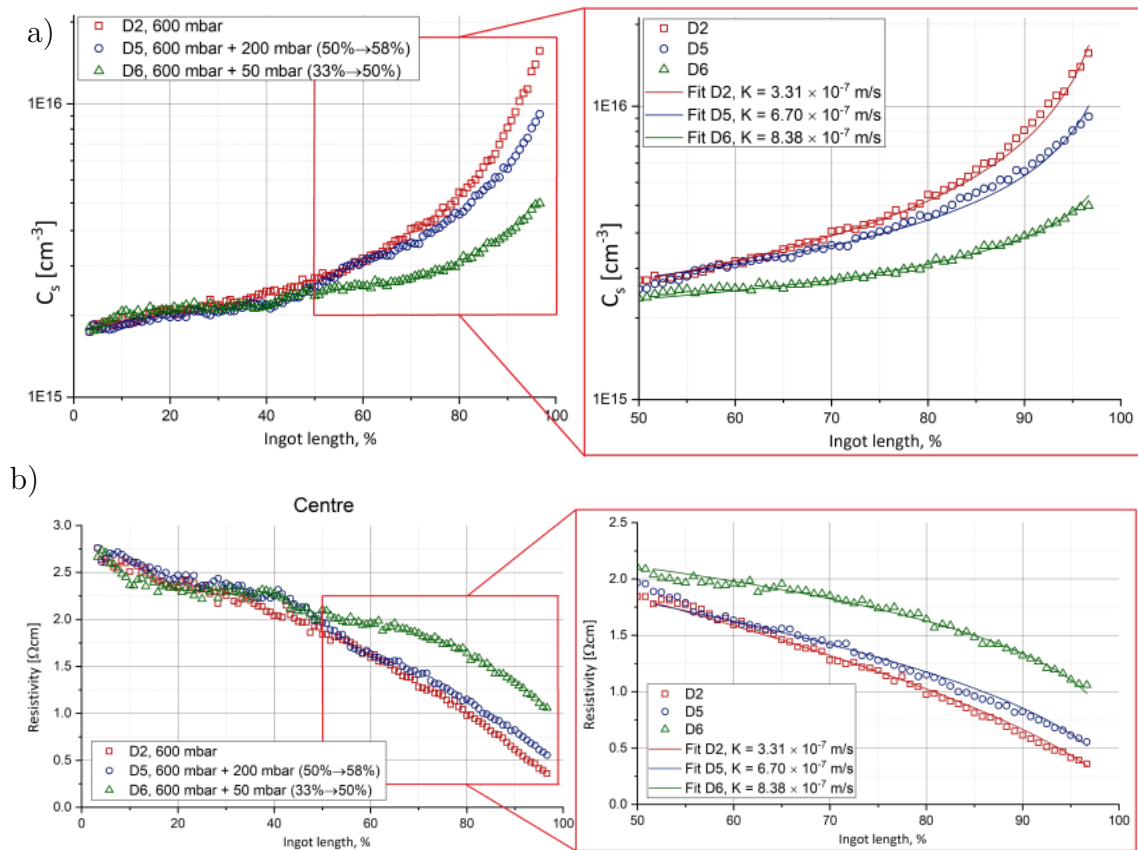 a)
D2, 600 mbar
D5, 600 mbar + 200 mbar (50%→58%)
D6, 600 mbar + 50 mbar (33%→50%)
1E16
1E15
Cₛ [cm⁻³]
0 20 40 60 80 100
Ingot length, %
D2
D5
D6
Fit D2, K = 3.31 × 10⁻⁷ m/s
Fit D5, K = 6.70 × 10⁻⁷ m/s
Fit D6, K = 8.38 × 10⁻⁷ m/s
1E16
1E15
Cₛ [cm⁻³]
50 60 70 80 90 100
Ingot length, %
b)
Centre
3.0
2.5
2.0
1.5
1.0
0.5
0.0
Resistivity [Ωcm]
D2, 600 mbar
D5, 600 mbar + 200 mbar (50%→58%)
D6, 600 mbar + 50 mbar (33%→50%)
0 20 40 60 80 100
Ingot length, %
2.5
2.0
1.5
1.0
0.5
0.0
Resistivity [Ωcm]
D2
D5
D6
Fit D2, K = 3.31 × 10⁻⁷ m/s
Fit D5, K = 6.70 × 10⁻⁷ m/s
Fit D6, K = 8.38 × 10⁻⁷ m/s
50 60 70 80 90 100
Ingot length, %